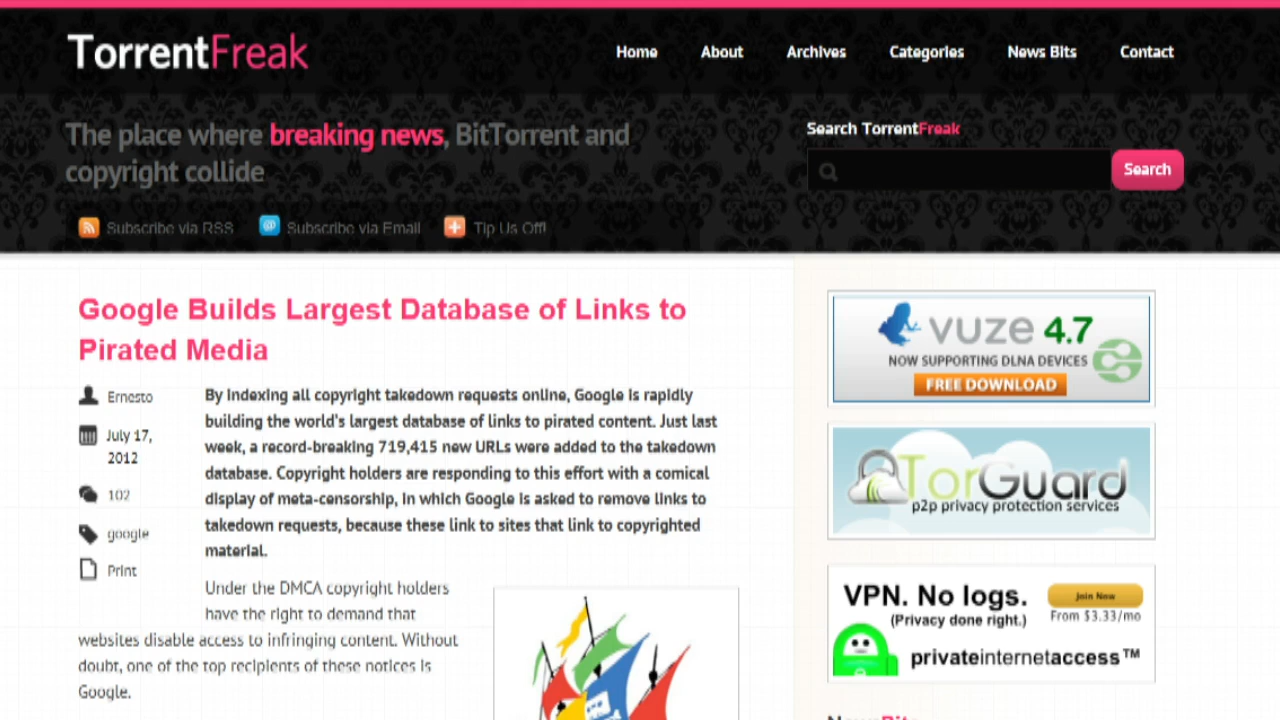 TorrentFreak
Home About Archives Categories News Bits Contact
The place where breaking news, BitTorrent and
copyright collide
Search TorrentFreak
Search
Subscribe via RSS Subscribe via Email Tip Us Off!
Google Builds Largest Database of Links to
Pirated Media
Ernesto
July 17,
2012
102
google
Print
By indexing all copyright takedown requests online, Google is rapidly
building the world's largest database of links to pirated content. Just last
week, a record-breaking 719,415 new URLs were added to the takedown
database. Copyright holders are responding to this effort with a comical
display of meta-censorship, in which Google is asked to remove links to
takedown requests, because these link to sites that link to copyrighted
material.
Under the DMCA copyright holders
have the right to demand that
websites disable access to infringing content. Without
doubt, one of the top recipients of these notices is
Google.
vuze 4.7
NOW SUPPORTING DLNA DEVICES
FREE DOWNLOAD
TorGuard
p2p privacy protection services
VPN. No logs.
(Privacy done right.)
Join Now
From $3.33/mo
privateinternetaccess™
NewsBits